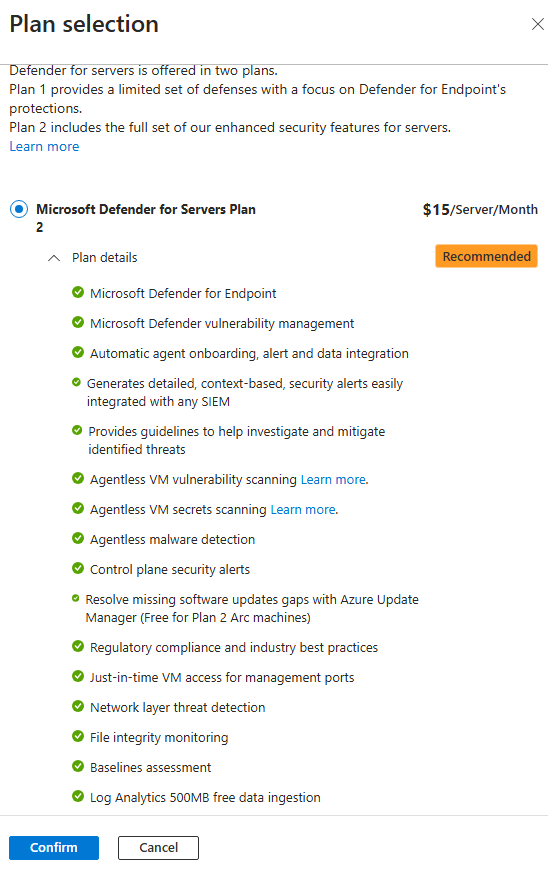 Plan selection
Defender for servers is offered in two plans.
Plan 1 provides a limited set of defenses with a focus on Defender for Endpoint's
protections.
Plan 2 includes the full set of our enhanced security features for servers.
Learn more
Microsoft Defender for Servers Plan
2
$15/Server/Month
Plan details
Recommended
Microsoft Defender for Endpoint
Microsoft Defender vulnerability management
Automatic agent onboarding, alert and data integration
Generates detailed, context-based, security alerts easily
integrated with any SIEM
Provides guidelines to help investigate and mitigate
identified threats
Agentless VM vulnerability scanning Learn more.
Agentless VM secrets scanning Learn more.
Agentless malware detection
Control plane security alerts
Resolve missing software updates gaps with Azure Update
Manager (Free for Plan 2 Arc machines)
Regulatory compliance and industry best practices
Just-in-time VM access for management ports
Network layer threat detection
File integrity monitoring
Baselines assessment
Log Analytics 500MB free data ingestion
Confirm
Cancel